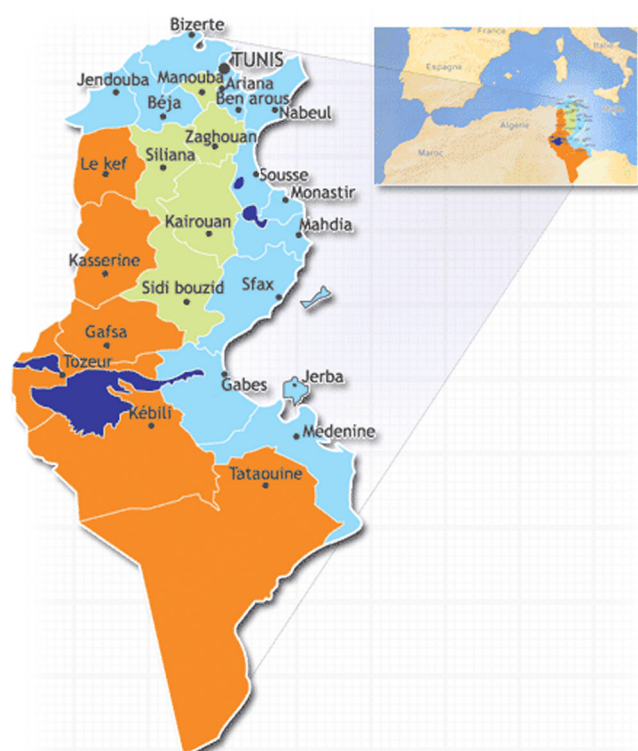 Bizerte
TUNIS
Jendouba
Manouba
Ariana
Béja
Ben arous
Nabeul
Zaghouan
Le kef
Siliana
Sousse
Monastir
Kairouan
Mahdia
Kasserine
Sidi bouzid
Sfax
Gafsa
Tozeur
Gabes
Jerba
Kébili
Médenine
Tataouine
France
Italie
Espagne
Algérie
Maroc